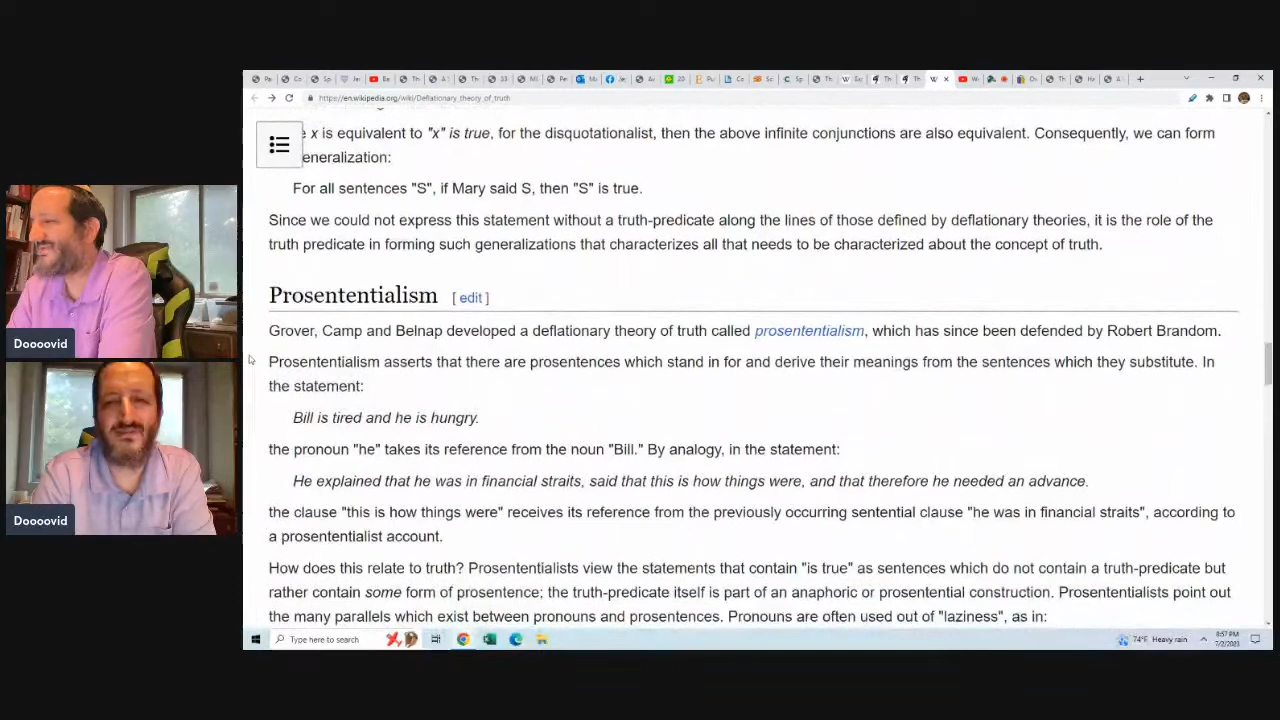 https://en.wikipedia.org/wiki/Deflationary_theory_of_truth
x is equivalent to "x" is true, for the disquotationalist, then the above infinite conjunctions are also equivalent. Consequently, we can form
eneralization:
For all sentences "S", if Mary said S, then "S" is true.
Since we could not express this statement without a truth-predicate along the lines of those defined by deflationary theories, it is the role of the
truth predicate in forming such generalizations that characterizes all that needs to be characterized about the concept of truth.
Prosententialism [ edit ]
Grover, Camp and Belnap developed a deflationary theory of truth called prosententialism, which has since been defended by Robert Brandom.
Prosententialism asserts that there are prosentences which stand in for and derive their meanings from the sentences which they substitute. In
the statement:
Bill is tired and he is hungry.
the pronoun "he" takes its reference from the noun "Bill." By analogy, in the statement:
He explained that he was in financial straits, said that this is how things were, and that therefore he needed an advance.
the clause "this is how things were" receives its reference from the previously occurring sentential clause "he was in financial straits", according to
a prosententialist account.
How does this relate to truth? Prosententialists view the statements that contain "is true" as sentences which do not contain a truth-predicate but
rather contain some form of prosentence; the truth-predicate itself is part of an anaphoric or prosentential construction. Prosententialists point out
the many parallels which exist between pronouns and prosentences. Pronouns are often used out of "laziness", as in:
Type here to search
74°F Heavy rain
8:57 PM
7/2/2023
Doooovid
Doooovid